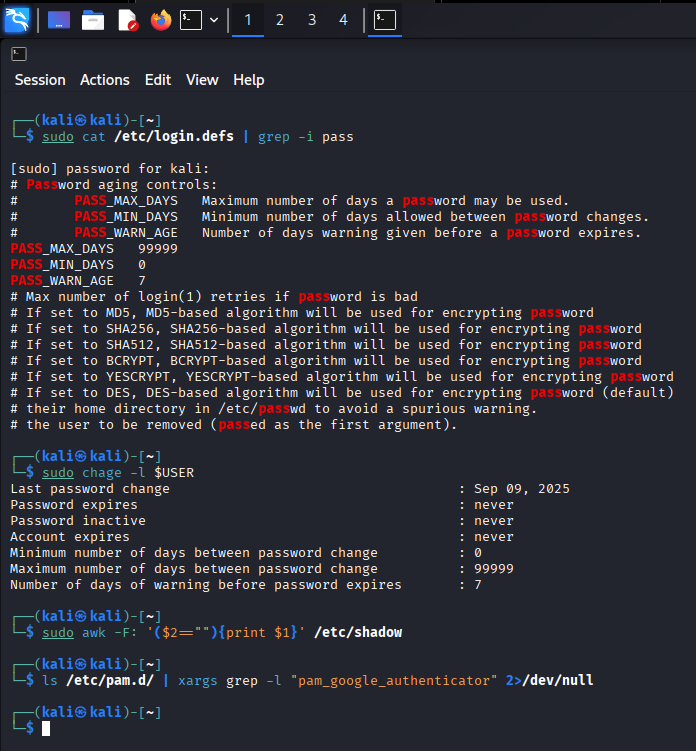 1 2 3 4
Session Actions Edit View Help
┌──(kali㉿kali)-[~]
└─$ sudo cat /etc/login.defs | grep -i pass
[sudo] password for kali:
# Password aging controls:
#       PASS_MAX_DAYS   Maximum number of days a password may be used.
#       PASS_MIN_DAYS   Minimum number of days allowed between password changes.
#       PASS_WARN_AGE   Number of days warning given before a password expires.
PASS_MAX_DAYS   99999
PASS_MIN_DAYS   0
PASS_WARN_AGE   7
# Max number of login(1) retries if password is bad
# If set to MD5, MD5-based algorithm will be used for encrypting password
# If set to SHA256, SHA256-based algorithm will be used for encrypting password
# If set to SHA512, SHA512-based algorithm will be used for encrypting password
# If set to BCRYPT, BCRYPT-based algorithm will be used for encrypting password
# If set to YESCRYPT, YESCRYPT-based algorithm will be used for encrypting password
# If set to DES, DES-based algorithm will be used for encrypting password (default)
# their home directory in /etc/passwd to avoid a spurious warning.
# the user to be removed (passed as the first argument).
┌──(kali㉿kali)-[~]
└─$ sudo chage -l $USER
Last password change                                    : Sep 09, 2025
Password expires                                        : never
Password inactive                                       : never
Account expires                                         : never
Minimum number of days between password change          : 0
Maximum number of days between password change          : 99999
Number of days of warning before password expires       : 7
┌──(kali㉿kali)-[~]
└─$ sudo awk -F: '($2==""){print $1}' /etc/shadow
┌──(kali㉿kali)-[~]
└─$ ls /etc/pam.d/ | xargs grep -l "pam_google_authenticator" 2>/dev/null
┌──(kali㉿kali)-[~]
└─$